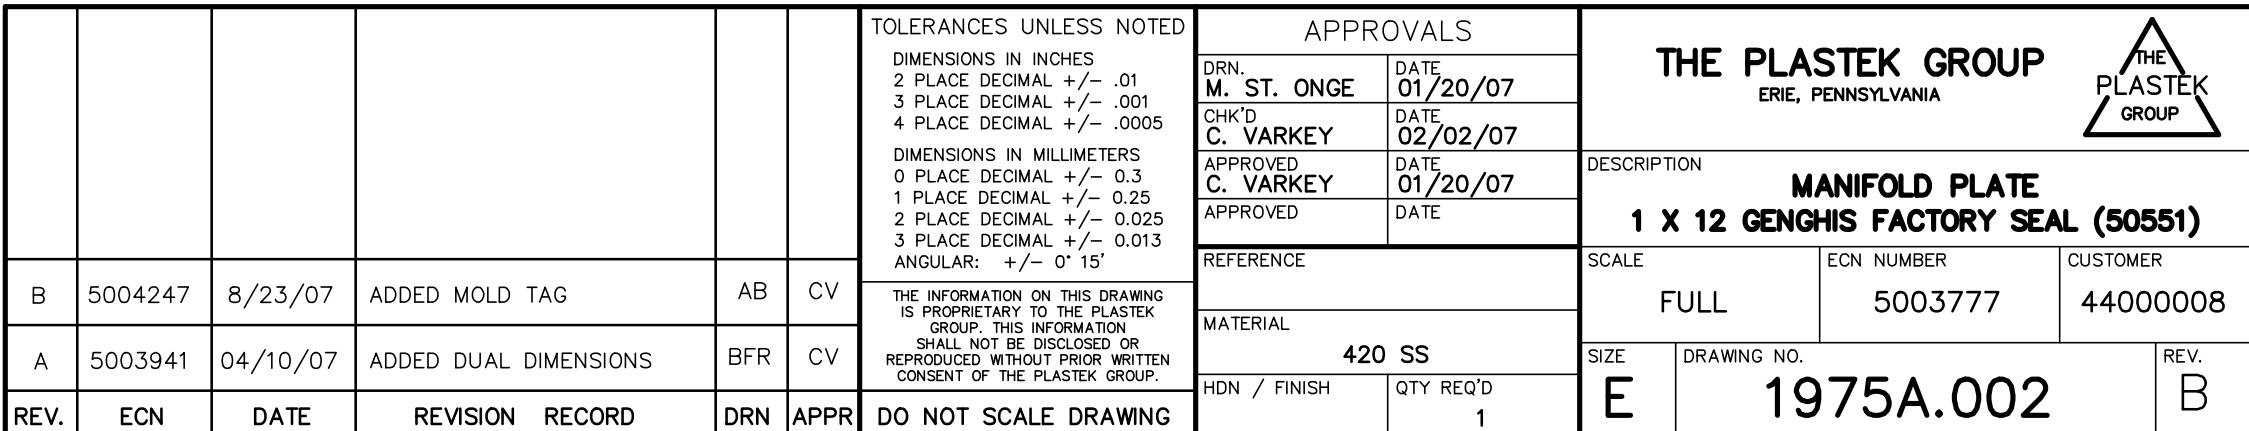 B 5004247 8/23/07 ADDED MOLD TAG AB CV
A 5003941 04/10/07 ADDED DUAL DIMENSIONS BFR CV
REV. ECN DATE REVISION RECORD DRN APPR
TOLERANCES UNLESS NOTED
DIMENSIONS IN INCHES
2 PLACE DECIMAL +/- .01
3 PLACE DECIMAL +/- .001
4 PLACE DECIMAL +/- .0005
DIMENSIONS IN MILLIMETERS
0 PLACE DECIMAL +/- 0.3
1 PLACE DECIMAL +/- 0.25
2 PLACE DECIMAL +/- 0.025
3 PLACE DECIMAL +/- 0.013
ANGULAR: +/- 0° 15'
THE INFORMATION ON THIS DRAWING
IS PROPRIETARY TO THE PLASTEK
GROUP. THIS INFORMATION
SHALL NOT BE DISCLOSED OR
REPRODUCED WITHOUT PRIOR WRITTEN
CONSENT OF THE PLASTEK GROUP.
DO NOT SCALE DRAWING
APPROVALS
DRN. DATE
M. ST. ONGE 01/20/07
CHK'D DATE
C. VARKEY 02/02/07
APPROVED DATE
C. VARKEY 01/20/07
APPROVED DATE
REFERENCE
MATERIAL
420 SS
HDN / FINISH QTY REQ'D
1
THE PLASTEK GROUP
ERIE, PENNSYLVANIA
THE
PLASTEK
GROUP
DESCRIPTION
MANIFOLD PLATE
1 X 12 GENGHIS FACTORY SEAL (50551)
SCALE ECN NUMBER CUSTOMER
FULL 5003777 44000008
SIZE DRAWING NO. REV.
E 1975A.002 B